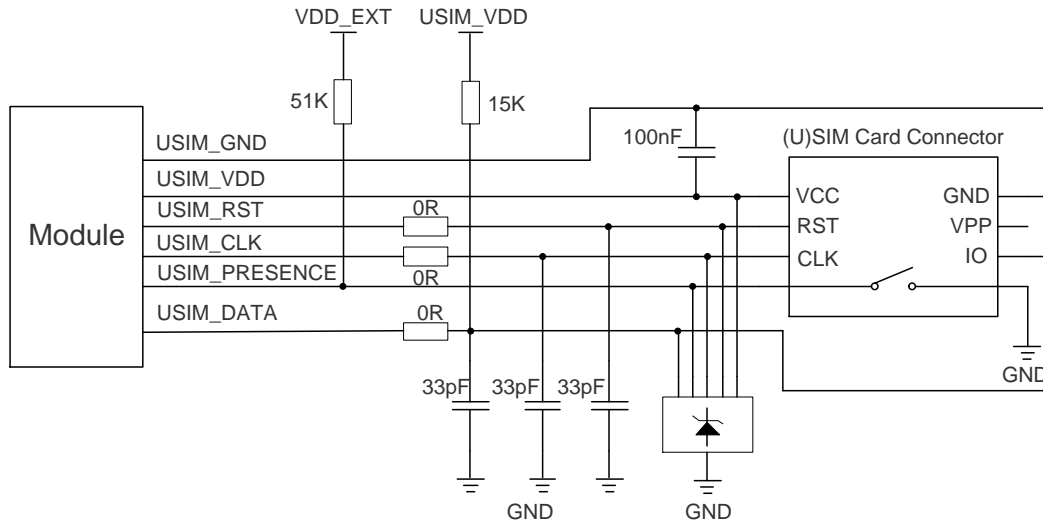 VDD_EXT USIM_VDD
51K 15K
Module
USIM_GND
USIM_VDD
USIM_RST
USIM_CLK
USIM_PRESENCE
USIM_DATA
0R
0R
0R
100nF
(U)SIM Card Connector
VCC GND
RST VPP
CLK IO
GND
33pF 33pF 33pF
GND GND